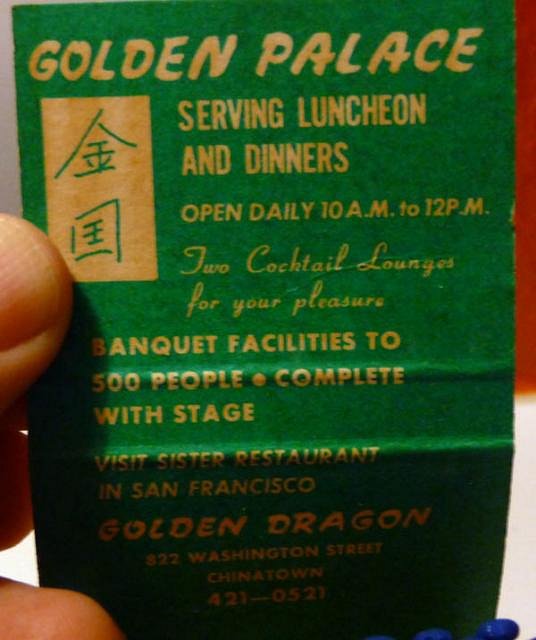 GOLDEN PALACE
金
国
SERVING LUNCHEON
AND DINNERS
OPEN DAILY 10 A.M. to 12P.M.
Two Cocktail Lounges
for your pleasure
BANQUET FACILITIES TO
500 PEOPLE • COMPLETE
WITH STAGE
VISIT SISTER RESTAURANT
IN SAN FRANCISCO
GOLDEN DRAGON
822 WASHINGTON STREET
CHINATOWN
421—0521